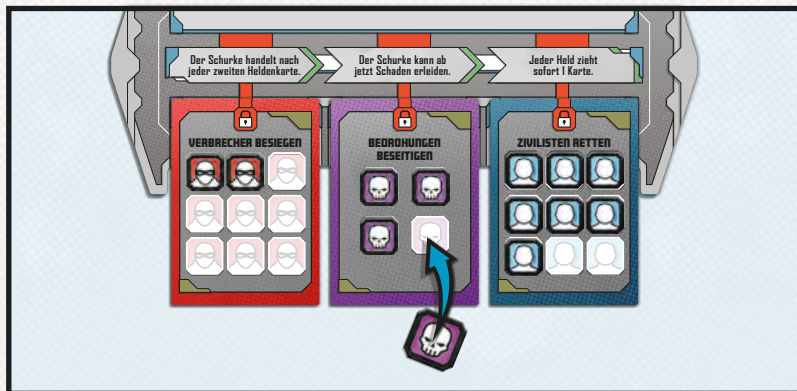 Der Schurke handelt nach
jeder zweiten Heldenkarte.
Der Schurke kann ab
jetzt Schaden erleiden.
Jeder Held zieht
sofort 1 Karte.
VERBRECHER BESIEGEN
BEDROHUNGEN
BESEITIGEN
ZIVILISTEN RETTEN